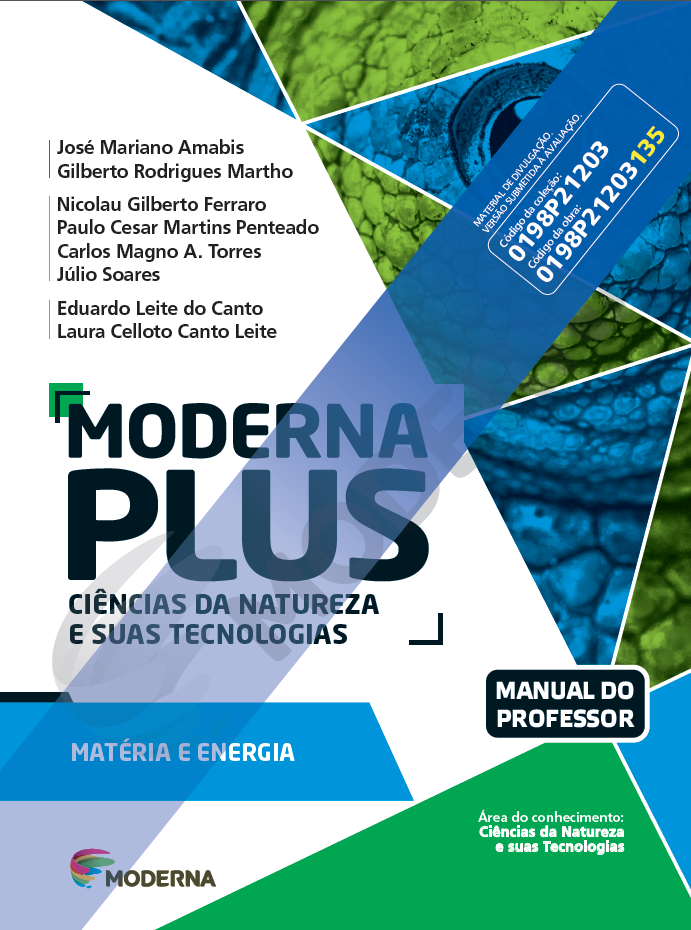 José Mariano Amabis
Gilberto Rodrigues Martho
Nicolau Gilberto Ferraro
Paulo Cesar Martins Penteado
Carlos Magno A. Torres
Júlio Soares
Eduardo Leite do Canto
Laura Celloto Canto Leite
MATERIAL DE DIVULGAÇÃO.
VERSÃO SUBMETIDA À AVALIAÇÃO.
Código da coleção:
0198P21203
Código da obra:
0198P21203135
MODERNA
PLUS
CIÊNCIAS DA NATUREZA
E SUAS TECNOLOGIAS
MANUAL DO
PROFESSOR
MATÉRIA E ENERGIA
Área do conhecimento:
Ciências da Natureza
e suas Tecnologias
MODERNA